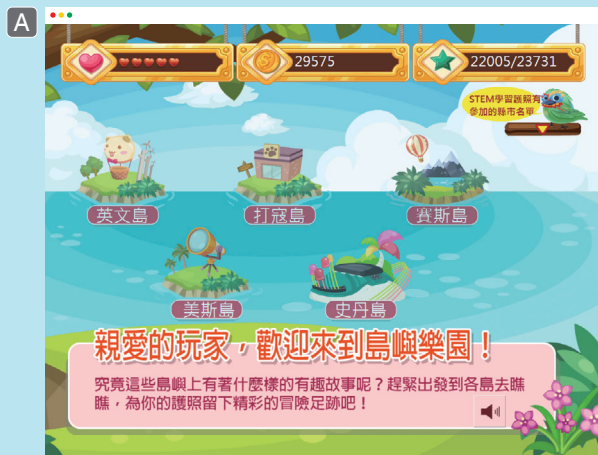 A
29575
22005/23731
STEM學習護照有
參加的縣市名單
英文島
打寇島
賽斯島
美斯島
史丹島
親愛的玩家，歡迎來到島嶼樂園！
究竟這些島嶼上有著什麼樣的有趣故事呢？趕緊出發到各島去瞧
瞧，為你的護照留下精彩的冒險足跡吧！